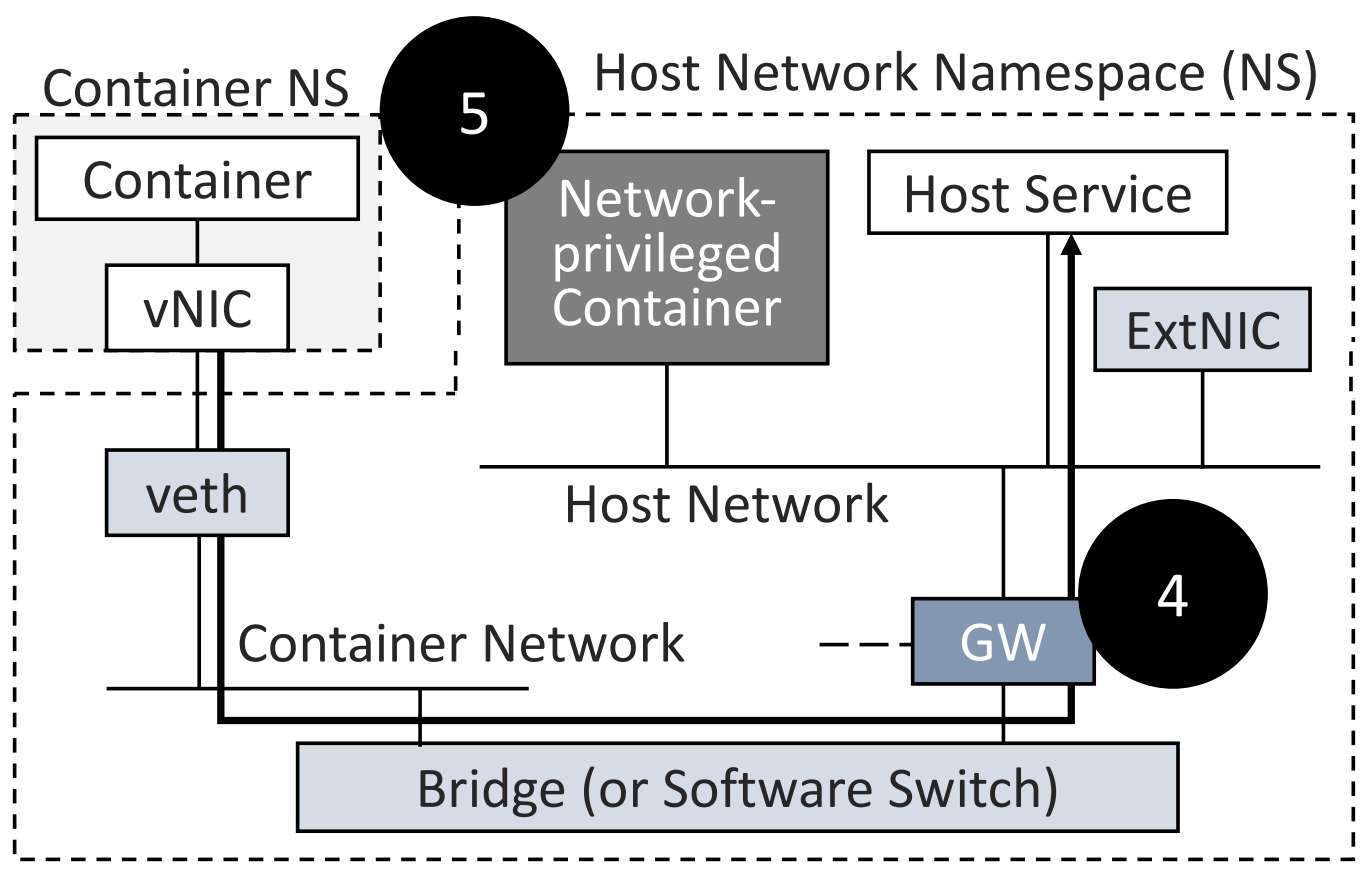 Container NS
5
Host Network Namespace (NS)
Container
Network-
privileged
Container
Host Service
vNIC
ExtNIC
veth
Host Network
4
Container Network
GW
Bridge (or Software Switch)